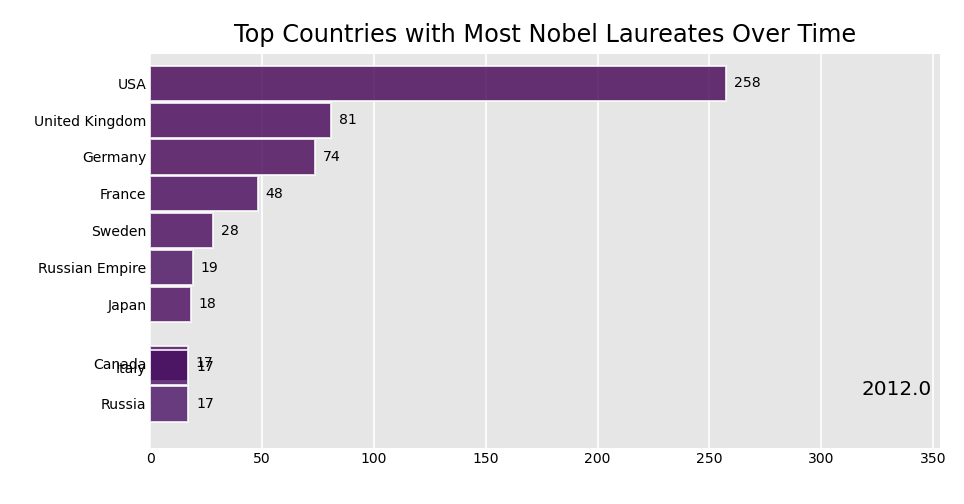 Top Countries with Most Nobel Laureates Over Time
USA 258
United Kingdom 81
Germany 74
France 48
Sweden 28
Russian Empire 19
Japan 18
Canada 17
Italy 17
Russia 17
2012.0
0 50 100 150 200 250 300 350